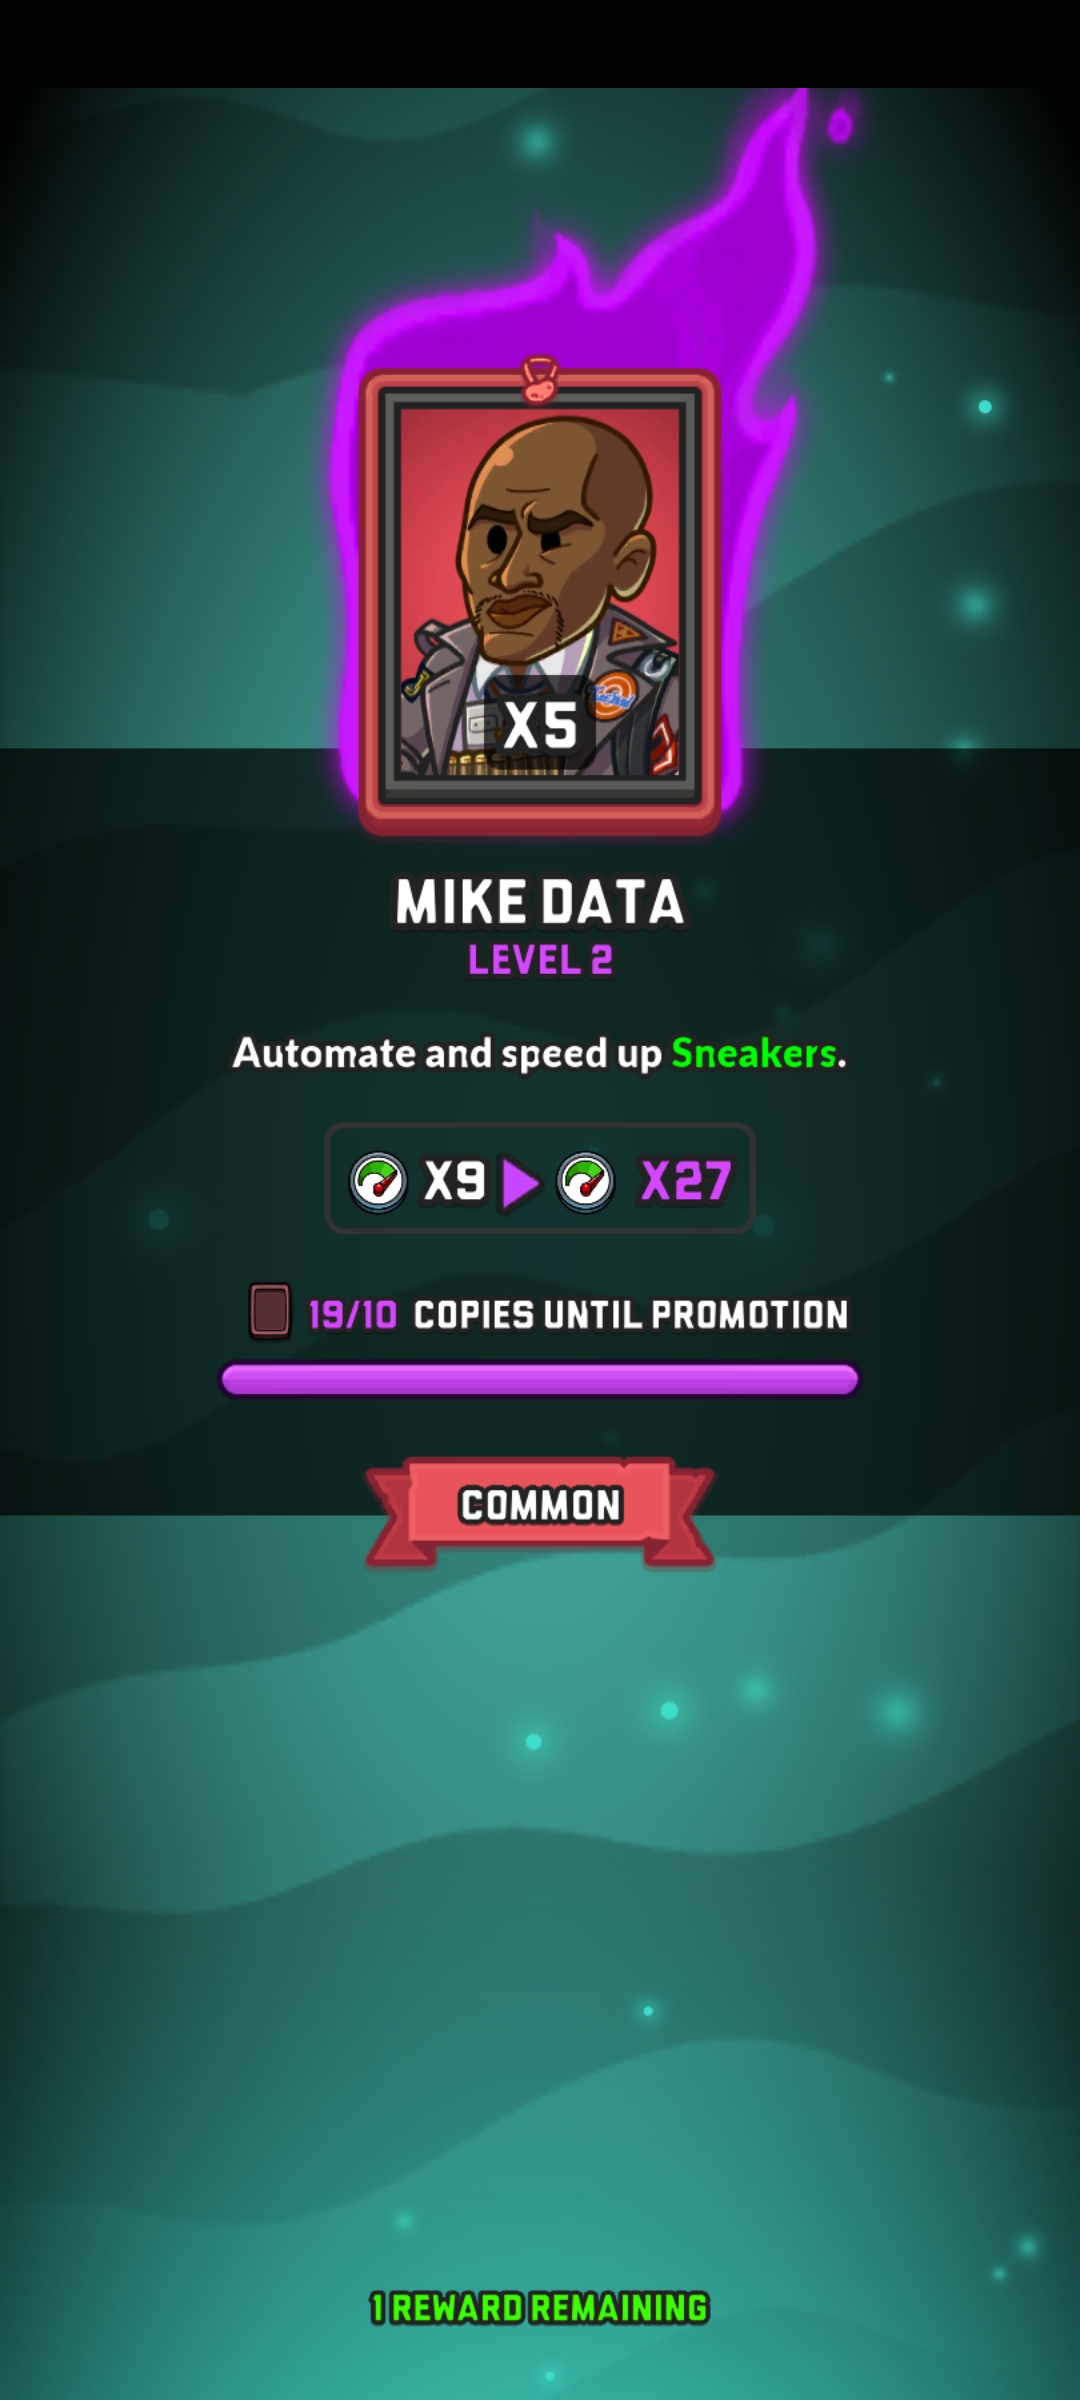 X5
MIKE DATA
LEVEL 2
Automate and speed up Sneakers.
X9 X27
19/10 COPIES UNTIL PROMOTION
COMMON
1 REWARD REMAINING